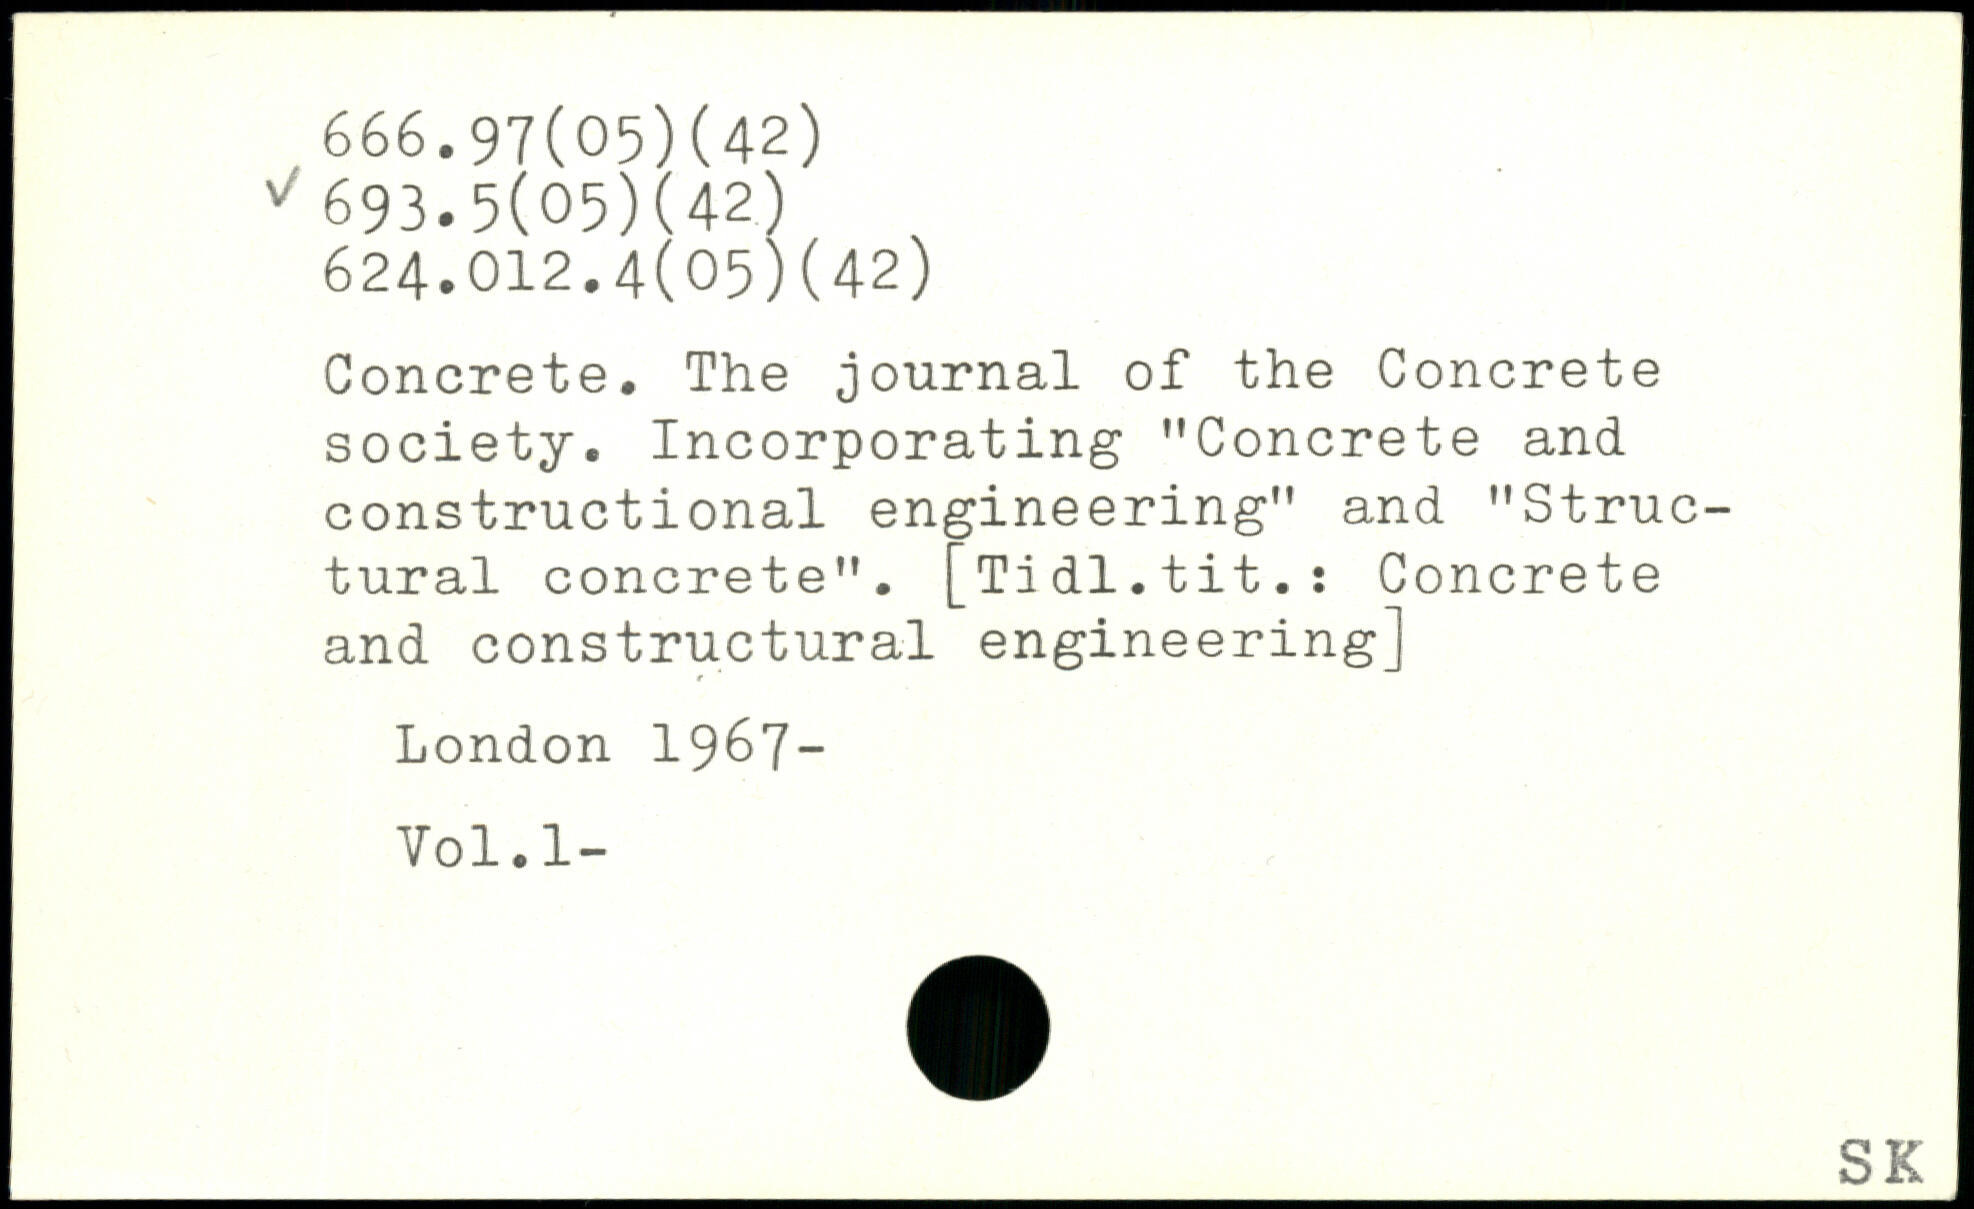 666.97(05)(42)
✓ 693.5(05)(42)
624.012.4(05)(42)
Concrete. The journal of the Concrete
society. Incorporating "Concrete and
constructional engineering" and "Struc-
tural concrete". [Tidl.tit.: Concrete
and constructural engineering]
London 1967-
Vol.1-
SK